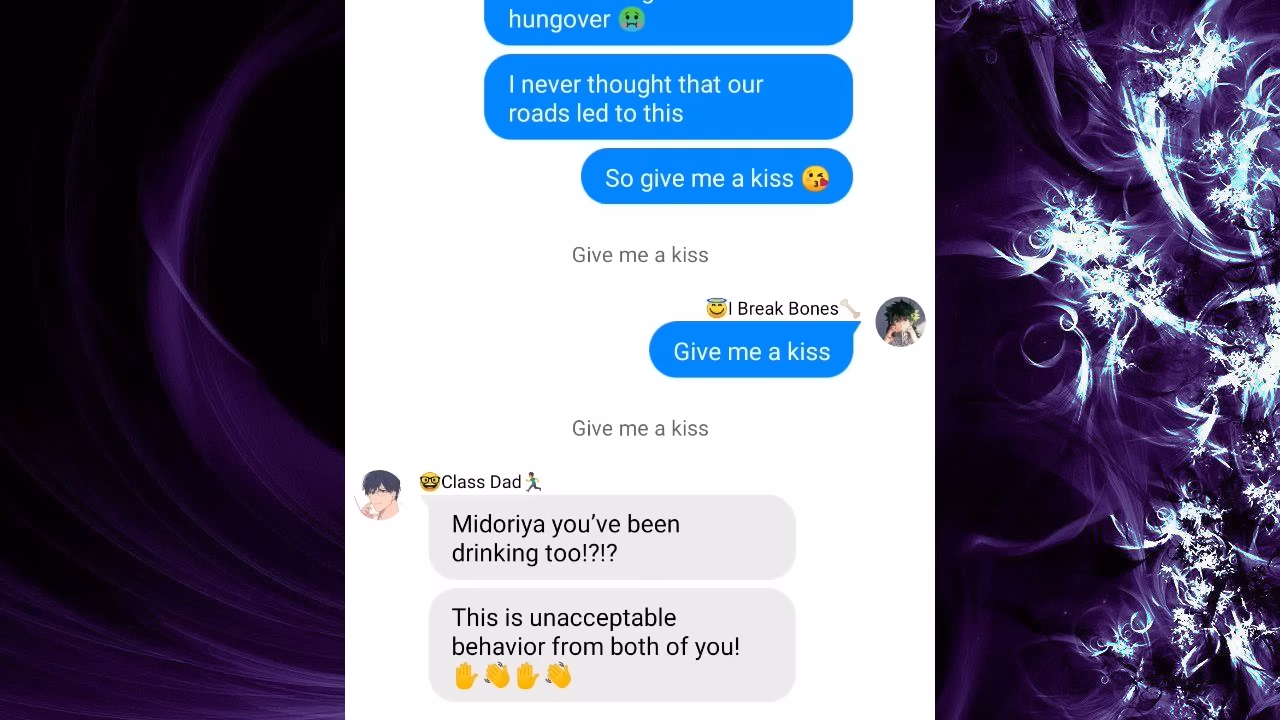 hungover 🤢
I never thought that our
roads led to this
So give me a kiss 😘
Give me a kiss
😇I Break Bones🦴
Give me a kiss
Give me a kiss
🤓Class Dad🏃‍♂️
Midoriya you’ve been
drinking too!?!?
This is unacceptable
behavior from both of you!
✋👋✋👋